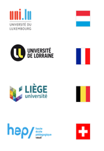 uni.lu
UNIVERSITÉ DU
LUXEMBOURG
UNIVERSITÉ
DE LORRAINE
LIÈGE
université
hep/